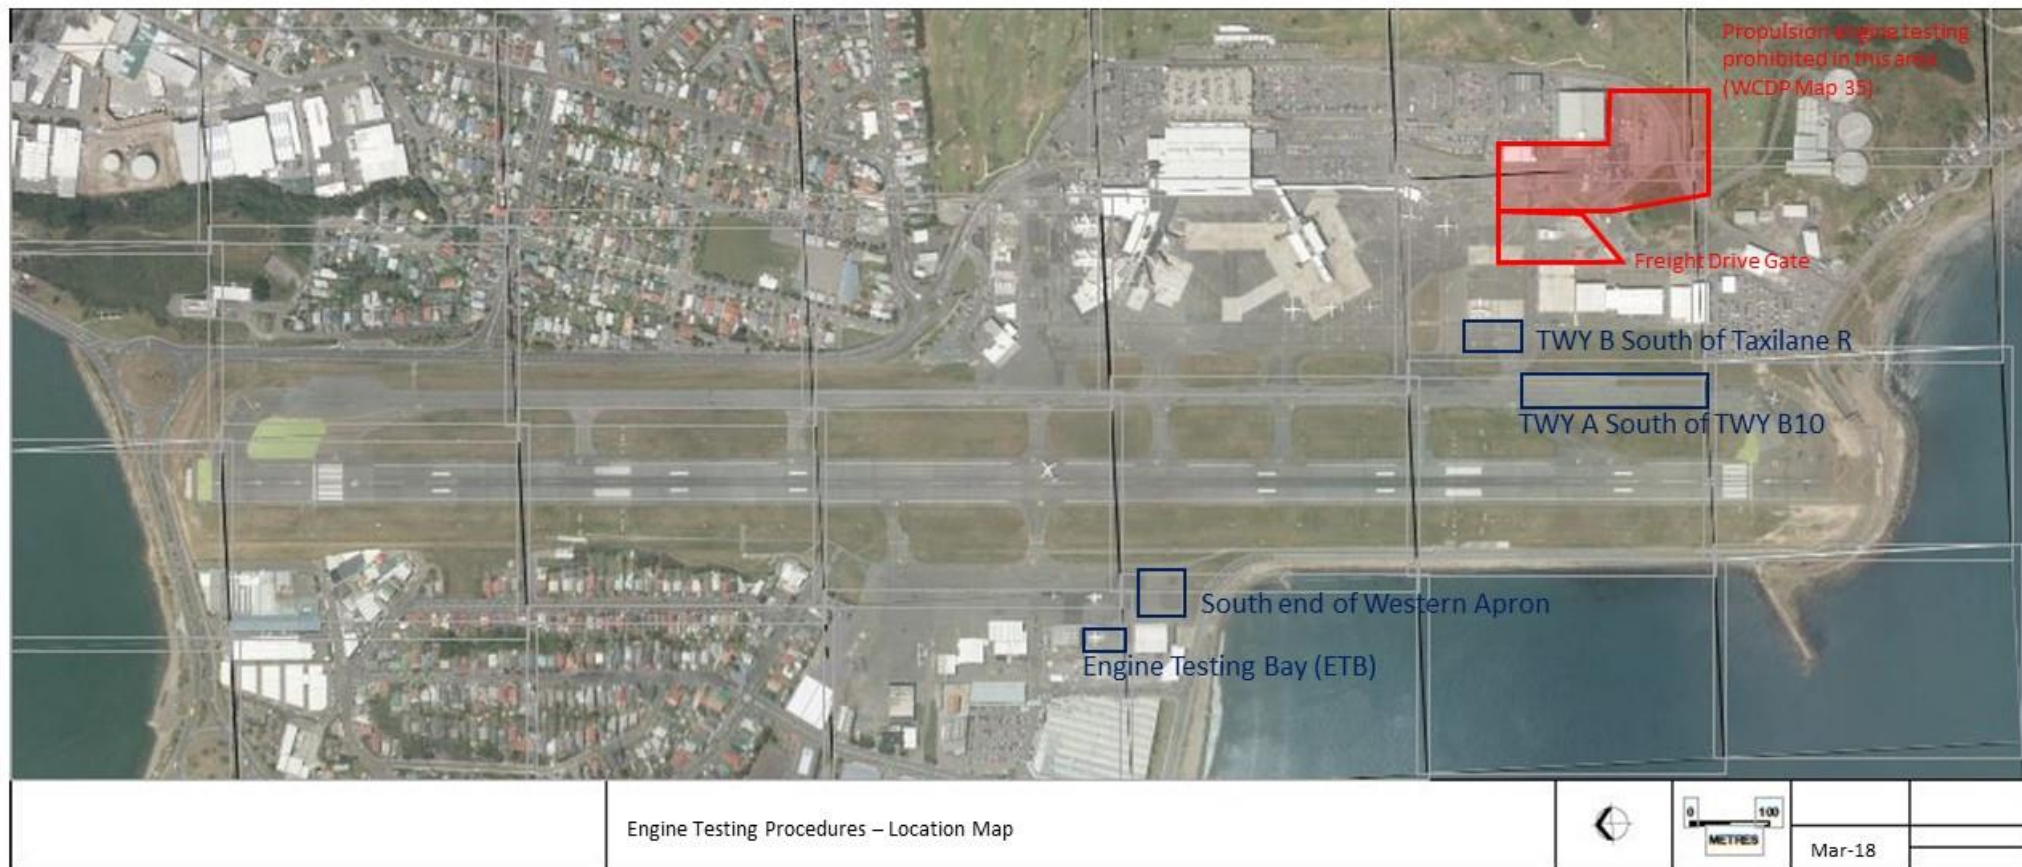 Propulsion engine testing
prohibited in this area
(WCDP Map 35)
Freight Drive Gate
TWY B South of Taxilane R
TWY A South of TWY B10
South end of Western Apron
Engine Testing Bay (ETB)
Engine Testing Procedures – Location Map
0 100
METRES
Mar-18